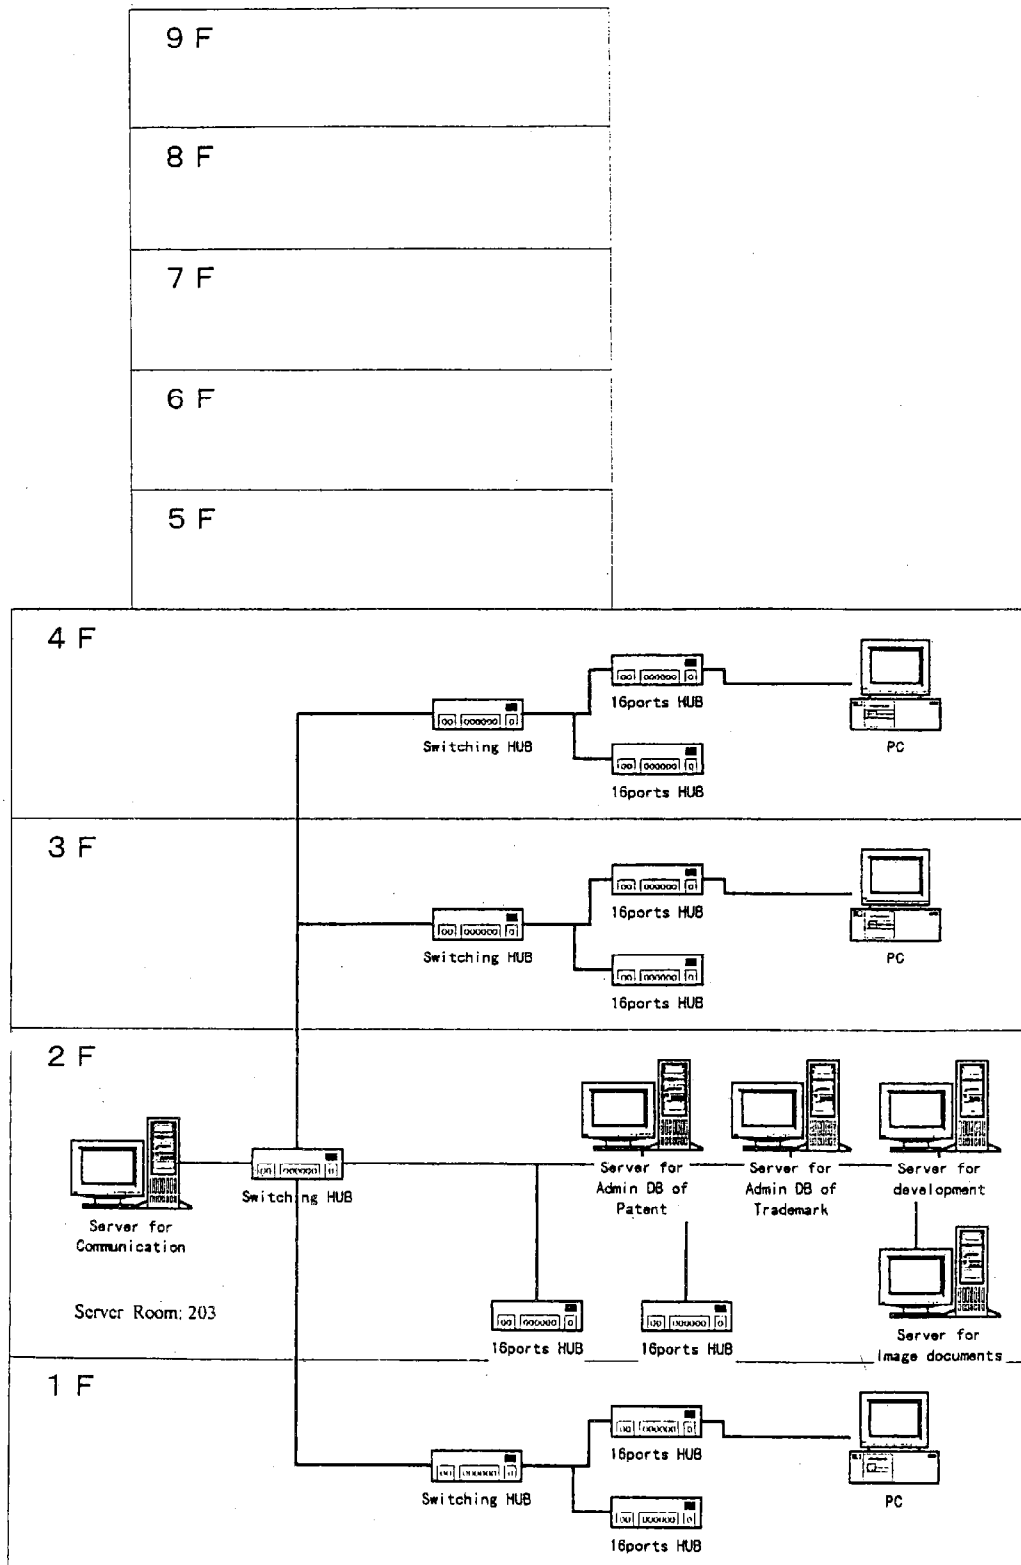 9 F
8 F
7 F
6 F
5 F
4 F
16ports HUB
Switching HUB
PC
16ports HUB
3 F
16ports HUB
Switching HUB
PC
16ports HUB
2 F
Server for
Admin DB of
Patent
Server for
Admin DB of
Trademark
Server for
development
Switching HUB
Server for
Communication
Server Room: 203
16ports HUB
16ports HUB
Server for
Image documents
1 F
16ports HUB
Switching HUB
PC
16ports HUB